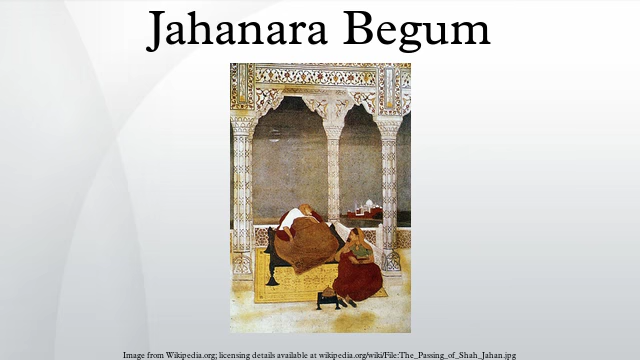 Jahanara Begum
Image from Wikipedia.org; licensing details available at wikipedia.org/wiki/File:The_Passing_of_Shah_Jahan.jpg